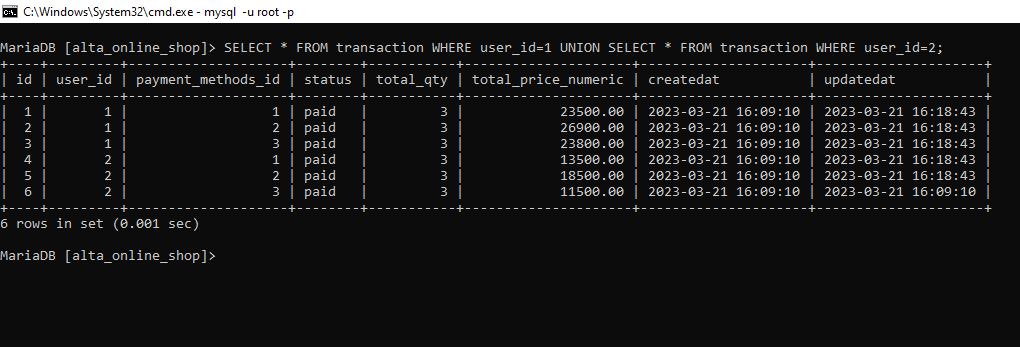 C:\Windows\System32\cmd.exe - mysql  -u root -p
MariaDB [alta_online_shop]> SELECT * FROM transaction WHERE user_id=1 UNION SELECT * FROM transaction WHERE user_id=2;
+----+---------+--------------------+--------+-----------+---------------------+---------------------+---------------------+
| id | user_id | payment_methods_id | status | total_qty | total_price_numeric | createdat           | updatedat           |
+----+---------+--------------------+--------+-----------+---------------------+---------------------+---------------------+
|  1 |       1 |                  1 | paid   |         3 |            23500.00 | 2023-03-21 16:09:10 | 2023-03-21 16:18:43 |
|  2 |       1 |                  2 | paid   |         3 |            26900.00 | 2023-03-21 16:09:10 | 2023-03-21 16:18:43 |
|  3 |       1 |                  3 | paid   |         3 |            23800.00 | 2023-03-21 16:09:10 | 2023-03-21 16:18:43 |
|  4 |       2 |                  1 | paid   |         3 |            13500.00 | 2023-03-21 16:09:10 | 2023-03-21 16:18:43 |
|  5 |       2 |                  2 | paid   |         3 |            18500.00 | 2023-03-21 16:09:10 | 2023-03-21 16:18:43 |
|  6 |       2 |                  3 | paid   |         3 |            11500.00 | 2023-03-21 16:09:10 | 2023-03-21 16:09:10 |
+----+---------+--------------------+--------+-----------+---------------------+---------------------+---------------------+
6 rows in set (0.001 sec)
MariaDB [alta_online_shop]>